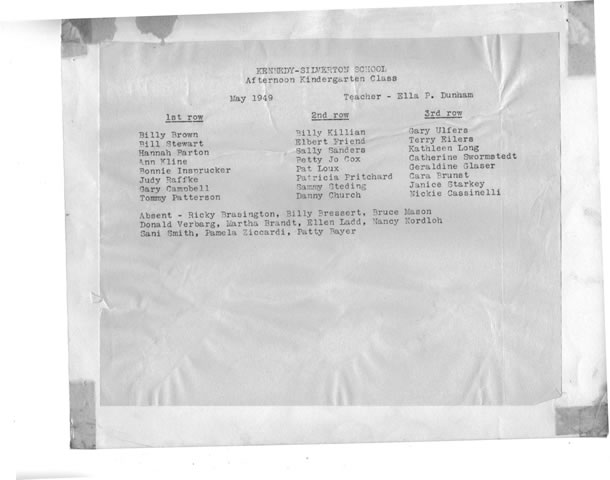 KENNEDY-SILVERTON SCHOOL
Afternoon Kindergarten Class
May 1949 Teacher - Ella P. Dunham
1st row 2nd row 3rd row
Billy Brown Billy Killian Gary Ulfers
Bill Stewart Elbert Friend Terry Eilers
Hannah Parton Sally Sanders Kathleen Long
Ann Kline Betty Jo Cox Catherine Swormstedt
Bonnie Insprucker Pat Loux Geraldine Glaser
Judy Raffke Patricia Pritchard Cara Brunst
Gary Campbell Sammy Steding Janice Starkey
Tommy Patterson Danny Church Nickie Cassinelli
Absent - Ricky Brasington, Billy Bressert, Bruce Mason
Donald Verbarg, Martha Brandt, Ellen Ladd, Nancy Nordloh
Sani Smith, Pamela Ziccardi, Patty Bayer